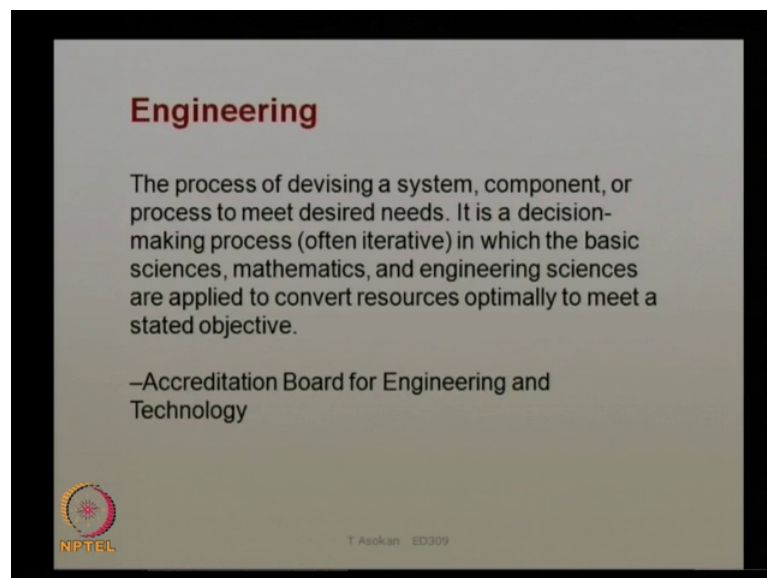 Engineering
The process of devising a system, component, or
process to meet desired needs. It is a decision-
making process (often iterative) in which the basic
sciences, mathematics, and engineering sciences
are applied to convert resources optimally to meet a
stated objective.
–Accreditation Board for Engineering and
Technology
NPTEL
T Asokan ED309